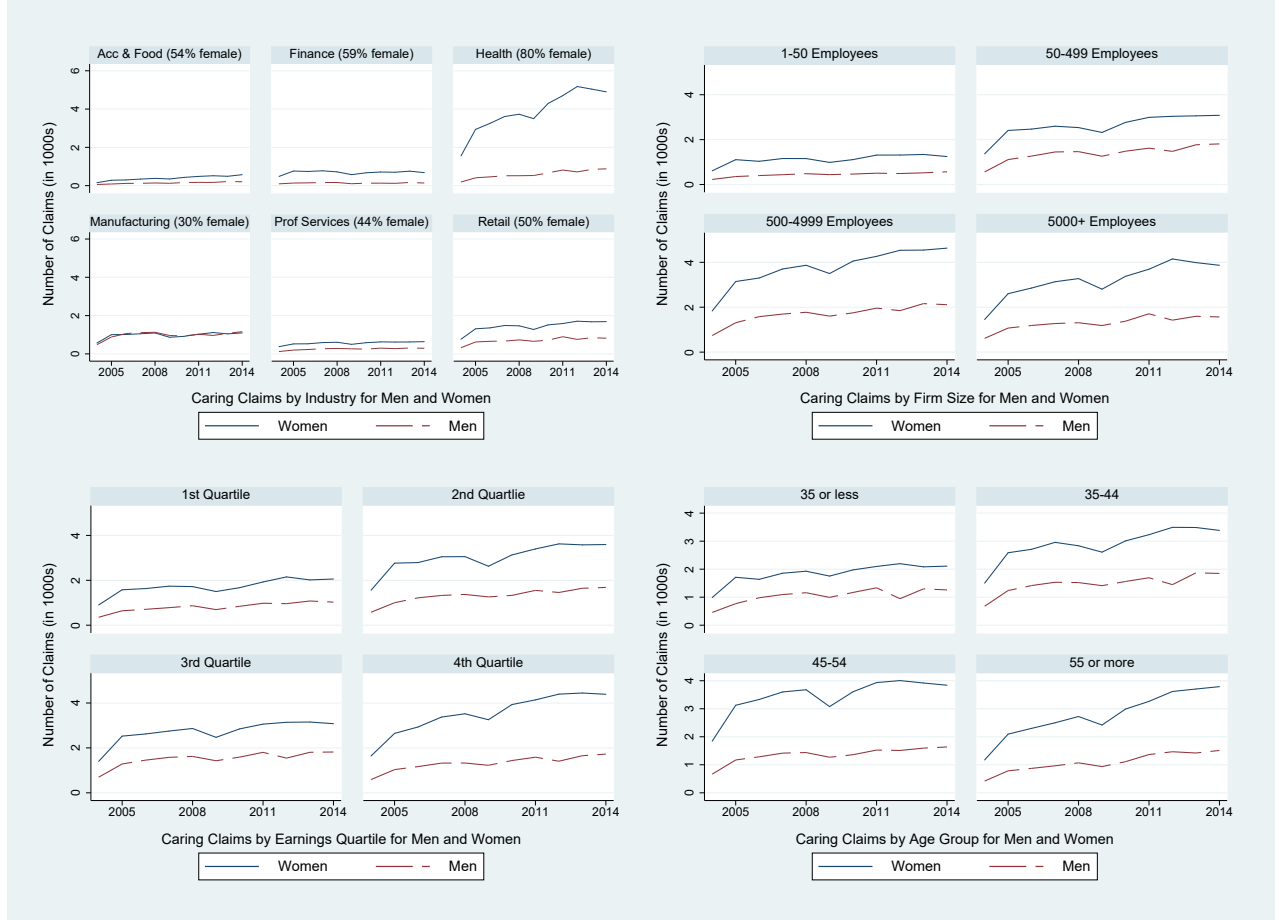 Acc & Food (54% female) Finance (59% female) Health (80% female)
0 2 4 6
Manufacturing (30% female) Prof Services (44% female) Retail (50% female)
0 2 4 6
Number of Claims (in 1000s)
2005 2008 2011 2014 2005 2008 2011 2014 2005 2008 2011 2014
Caring Claims by Industry for Men and Women
Women Men
1-50 Employees 50-499 Employees
0 2 4
500-4999 Employees 5000+ Employees
0 2 4
Number of Claims (in 1000s)
2005 2008 2011 2014 2005 2008 2011 2014
Caring Claims by Firm Size for Men and Women
Women Men
1st Quartile 2nd Quartlie
0 2 4
3rd Quartile 4th Quartile
0 2 4
Number of Claims (in 1000s)
2005 2008 2011 2014 2005 2008 2011 2014
Caring Claims by Earnings Quartile for Men and Women
Women Men
35 or less 35-44
0 1 2 3 4
45-54 55 or more
0 1 2 3 4
Number of Claims (in 1000s)
2005 2008 2011 2014 2005 2008 2011 2014
Caring Claims by Age Group for Men and Women
Women Men